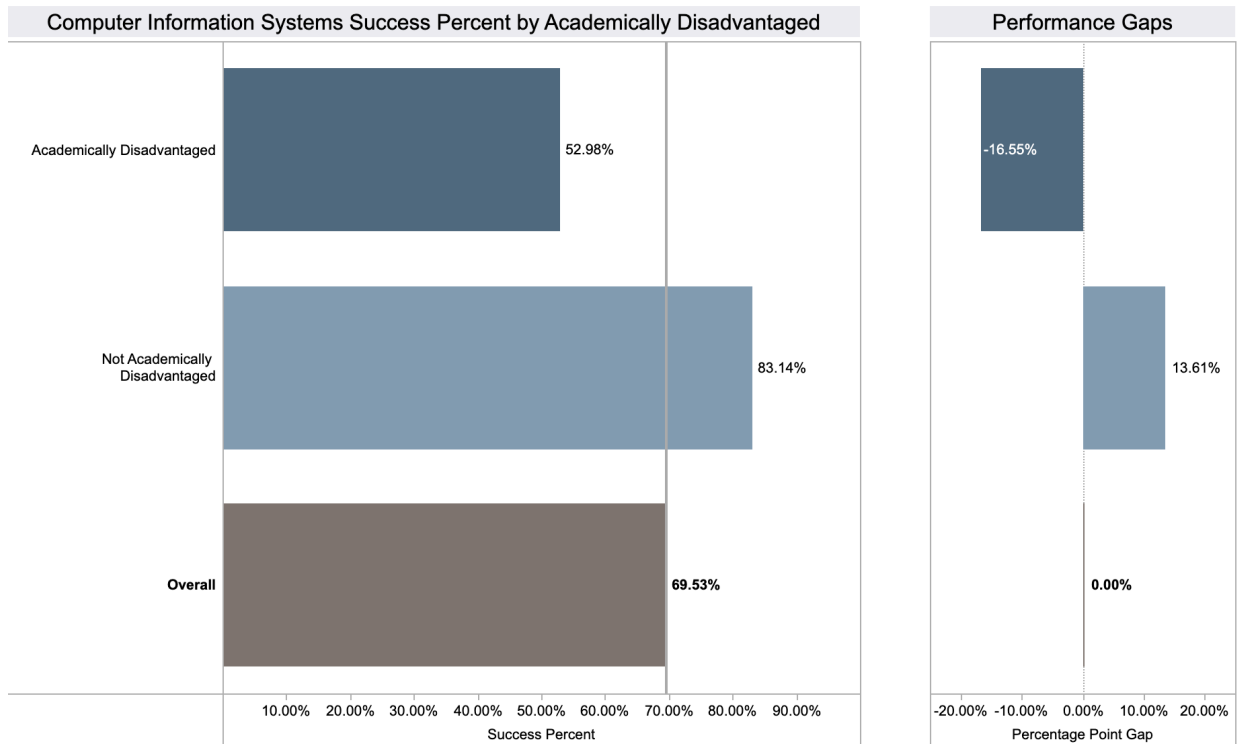 Computer Information Systems Success Percent by Academically Disadvantaged
Performance Gaps
Academically Disadvantaged
52.98%
-16.55%
Not Academically
Disadvantaged
83.14%
13.61%
Overall
69.53%
0.00%
10.00% 20.00% 30.00% 40.00% 50.00% 60.00% 70.00% 80.00% 90.00%
-20.00% -10.00% 0.00% 10.00% 20.00%
Success Percent
Percentage Point Gap